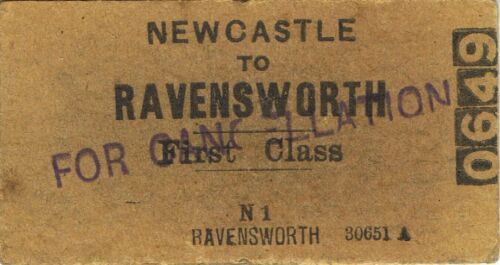 NEWCASTLE
TO
RAVENSWORTH
FOR CANCELLATION
First Class
N 1
RAVENSWORTH 30651 A
0649